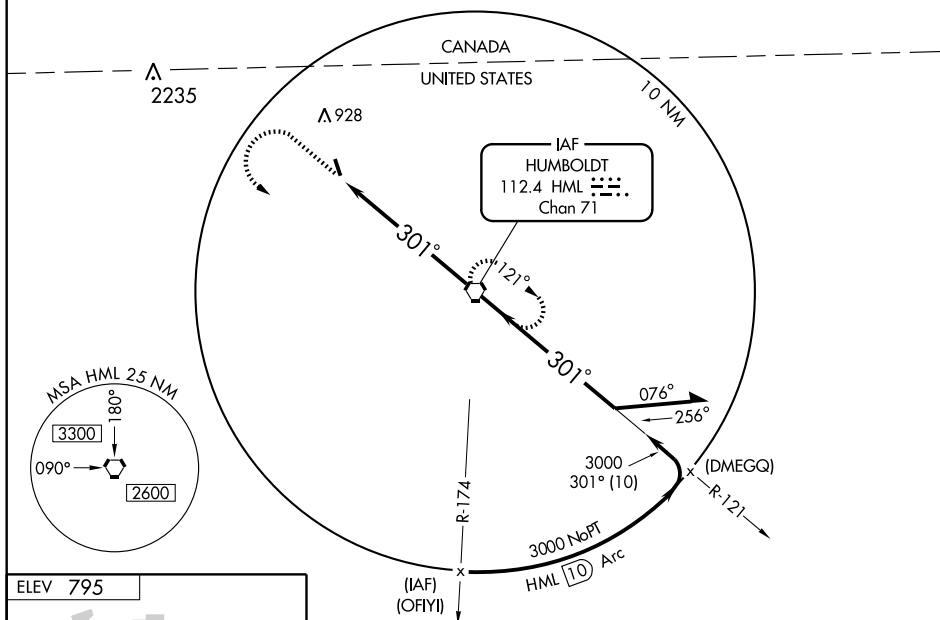 CANADA
UNITED STATES
10 NM
2235
928
IAF
HUMBOLDT
112.4 HML
Chan 71
301°
121°
301°
076°
256°
MSA HML 25 NM
180°
3300
090°
2600
3000
301° (10)
(DMEGQ)
R-121
R-174
3000 NoPT
HML 10 Arc
(IAF)
(OFIYI)
ELEV 795